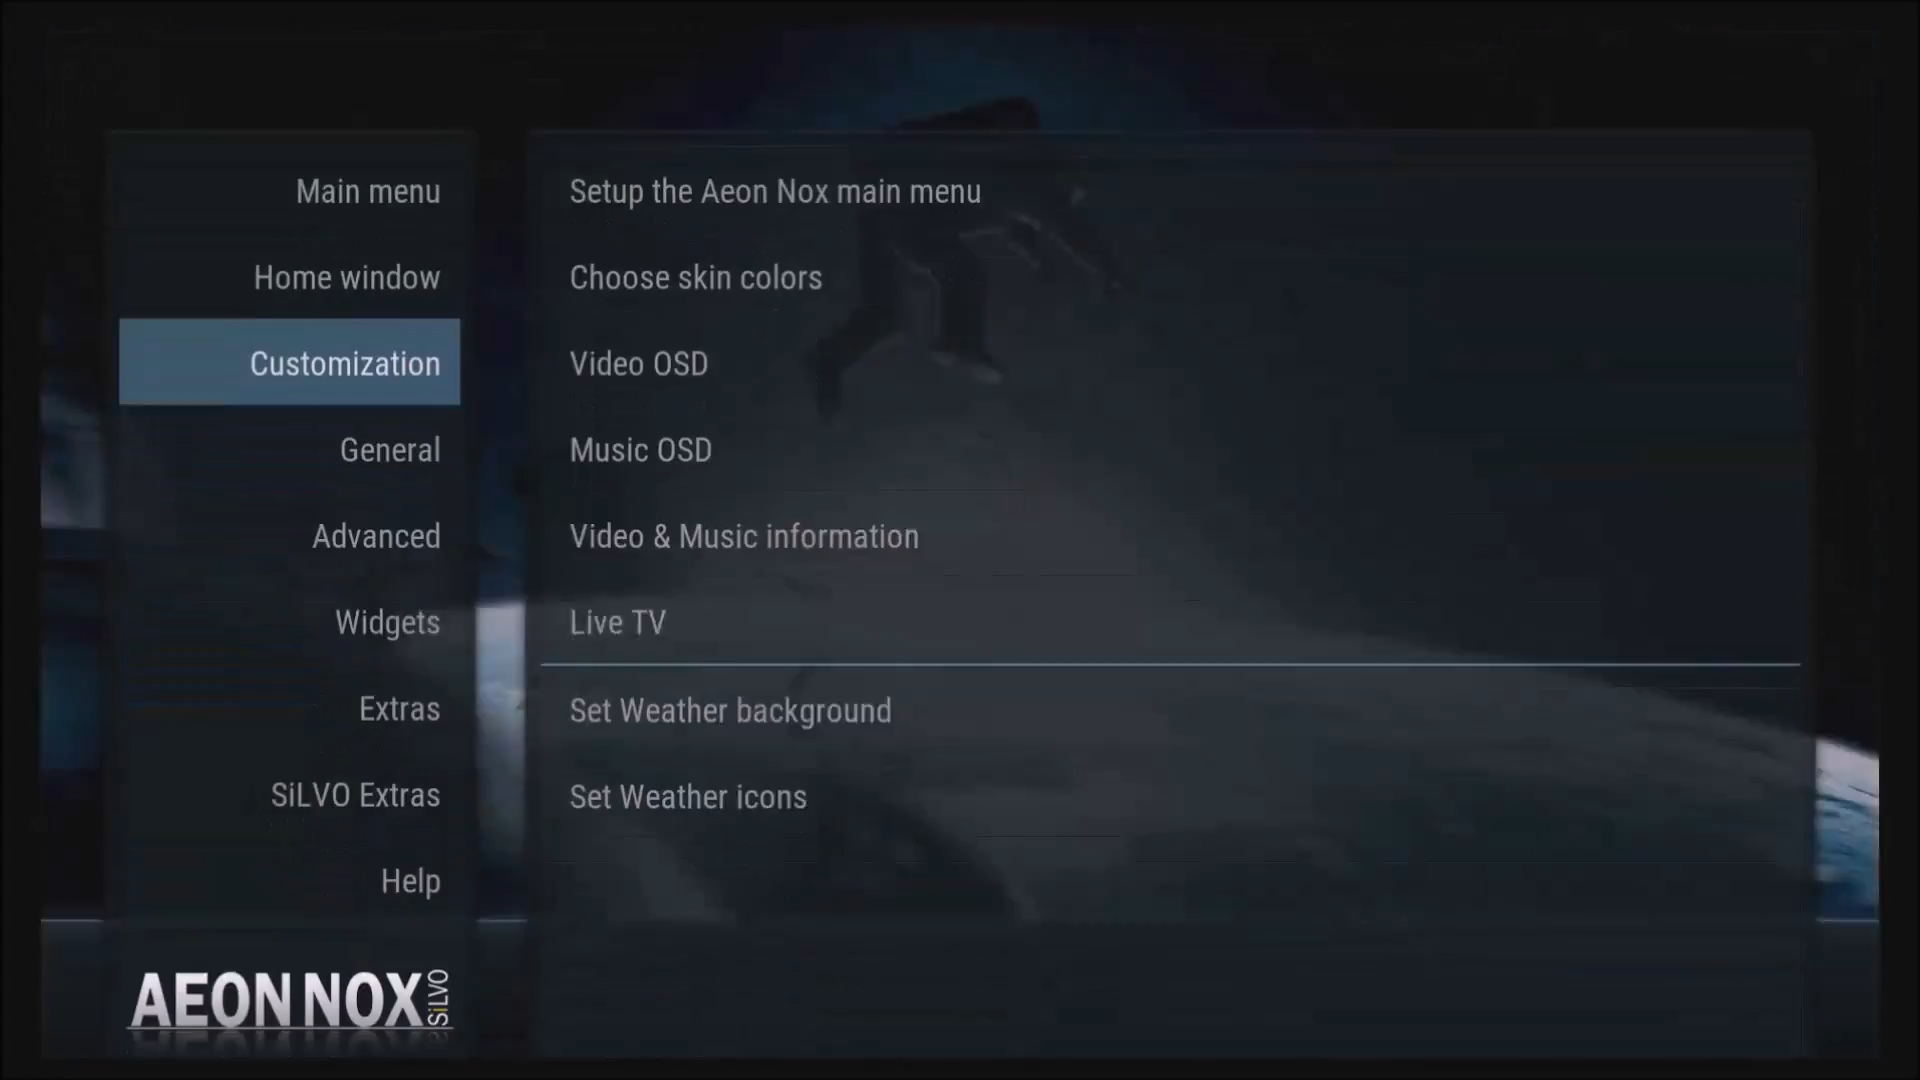 Main menu
Home window
Customization
General
Advanced
Widgets
Extras
SiLVO Extras
Help
Setup the Aeon Nox main menu
Choose skin colors
Video OSD
Music OSD
Video & Music information
Live TV
Set Weather background
Set Weather icons
AEON NOX SiLVO